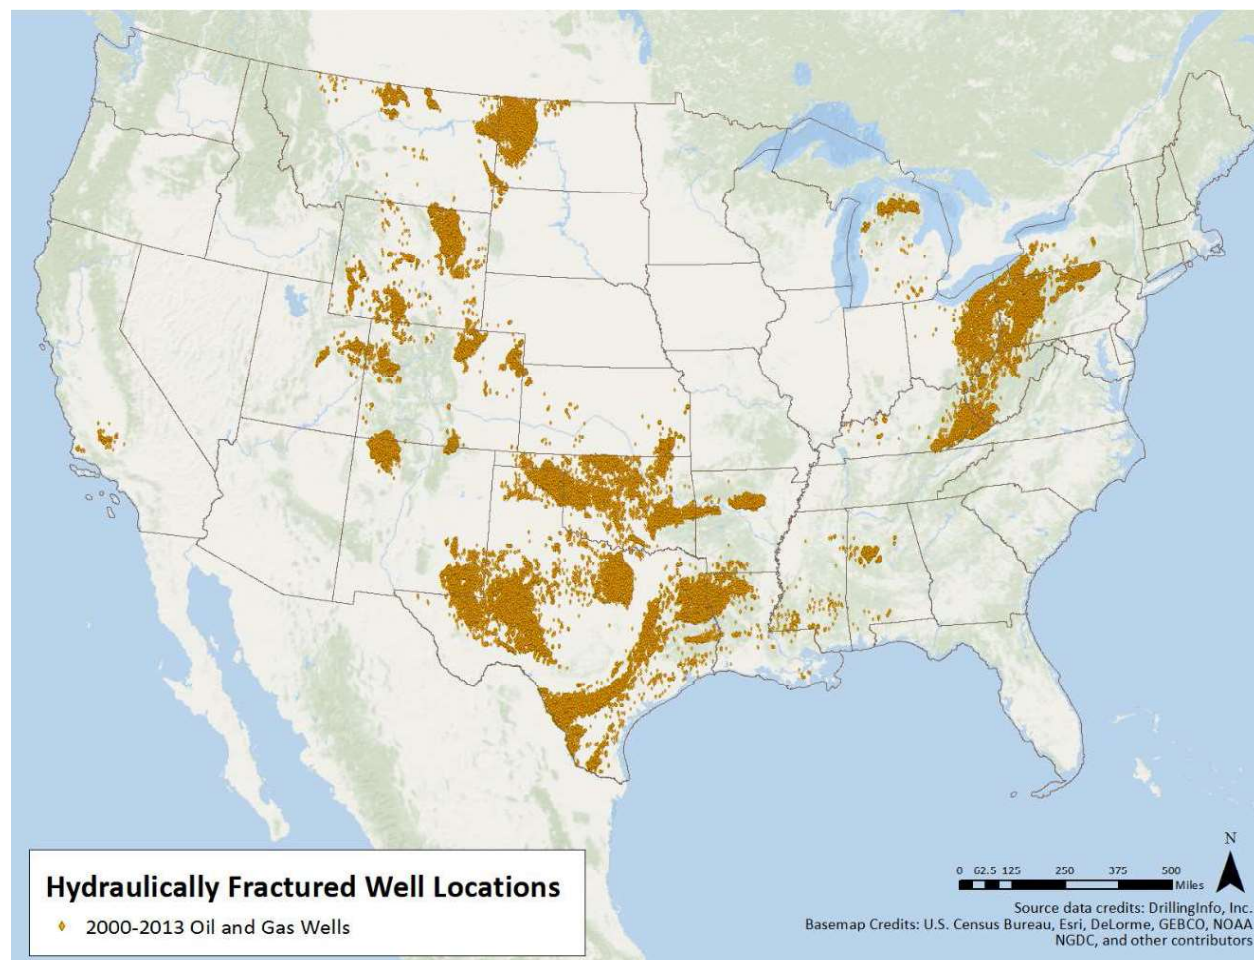 Hydraulically Fractured Well Locations
2000-2013 Oil and Gas Wells
N
0 62.5 125 250 375 500
Miles
Source data credits: DrillingInfo, Inc.
Basemap Credits: U.S. Census Bureau, Esri, DeLorme, GEBCO, NOAA
NGDC, and other contributors